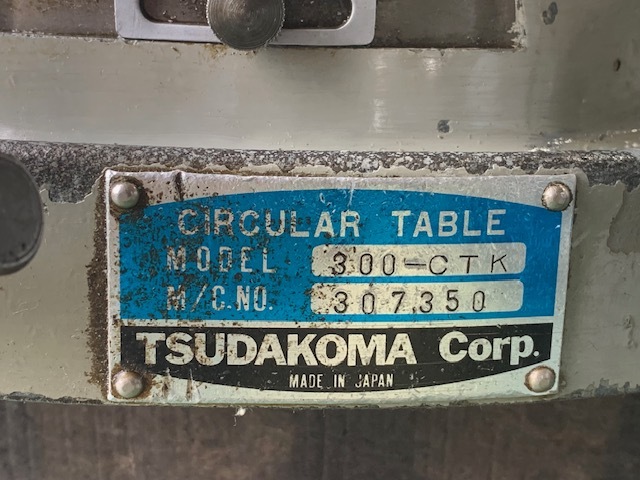 CIRCULAR TABLE
MODEL 300-CTK
M/C.NO. 307350
TSUDAKOMA Corp.
MADE IN JAPAN